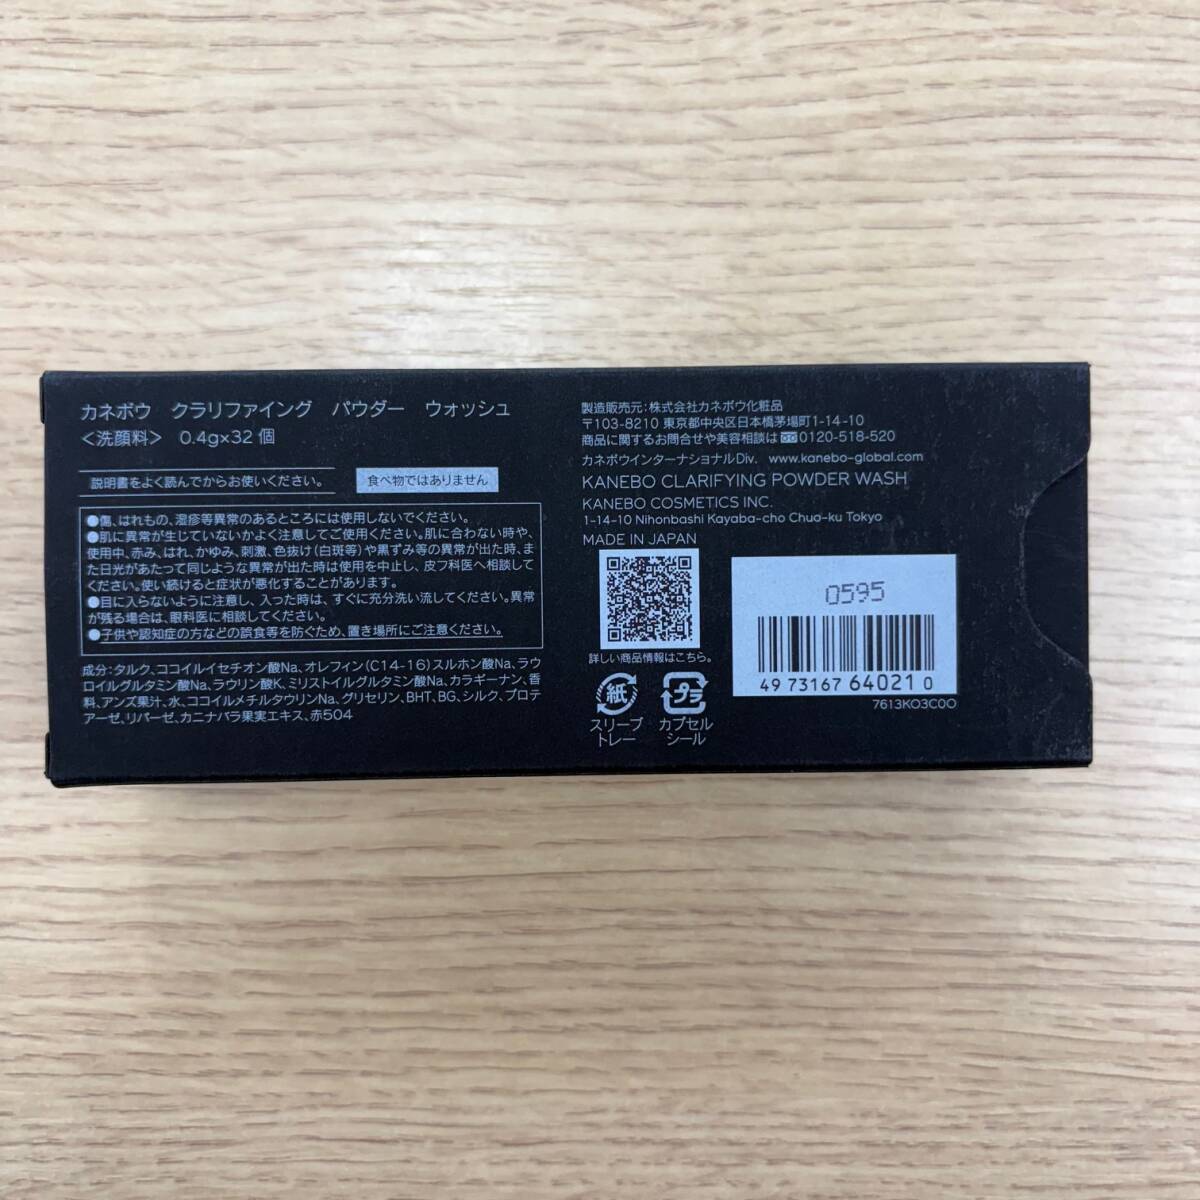 カネボウ クラリファイング パウダー ウォッシュ
<洗顔料> 0.4g×32個
説明書をよく読んでからお使いください。
食べ物ではありません
●傷、はれもの、湿疹等異常のあるところには使用しないでください。
●肌に異常が生じていないかよく注意してご使用ください。肌に合わない時や、
使用中、赤み、はれ、かゆみ、刺激、色抜け(白斑等)や黒ずみ等の異常が出た時、ま
た日光があたって同じような異常が出た時は使用を中止し、皮フ科医へ相談して
ください。使い続けると症状が悪化することがあります。
●目に入らないように注意し、入った時は、すぐに充分洗い流してください。異常
が残る場合は、眼科医に相談してください。
●子供や認知症の方などの誤食等を防ぐため、置き場所にご注意ください。
成分:タルク、ココイルイセチオン酸Na、オレフィン(C14-16)スルホン酸Na、ラウ
ロイルグルタミン酸Na、ラウリン酸K、ミリストイルグルタミン酸Na、カラギーナン、香
料、アンズ果汁、水、ココイルメチルタウリンNa、グリセリン、BHT、BG、シルク、プロテ
アーゼ、リパーゼ、カニナバラ果実エキス、赤504
製造販売元:株式会社カネボウ化粧品
〒103-8210 東京都中央区日本橋茅場町1-14-10
商品に関するお問合せや美容相談は 0120-518-520
カネボウインターナショナルDiv. www.kanebo-global.com
KANEBO CLARIFYING POWDER WASH
KANEBO COSMETICS INC.
1-14-10 Nihonbashi Kayaba-cho Chuo-ku Tokyo
MADE IN JAPAN
詳しい商品情報はこちら。
紙
スリーブ
トレー
プラ
カプセル
シール
0595
4973167640210
7613KO3C0O